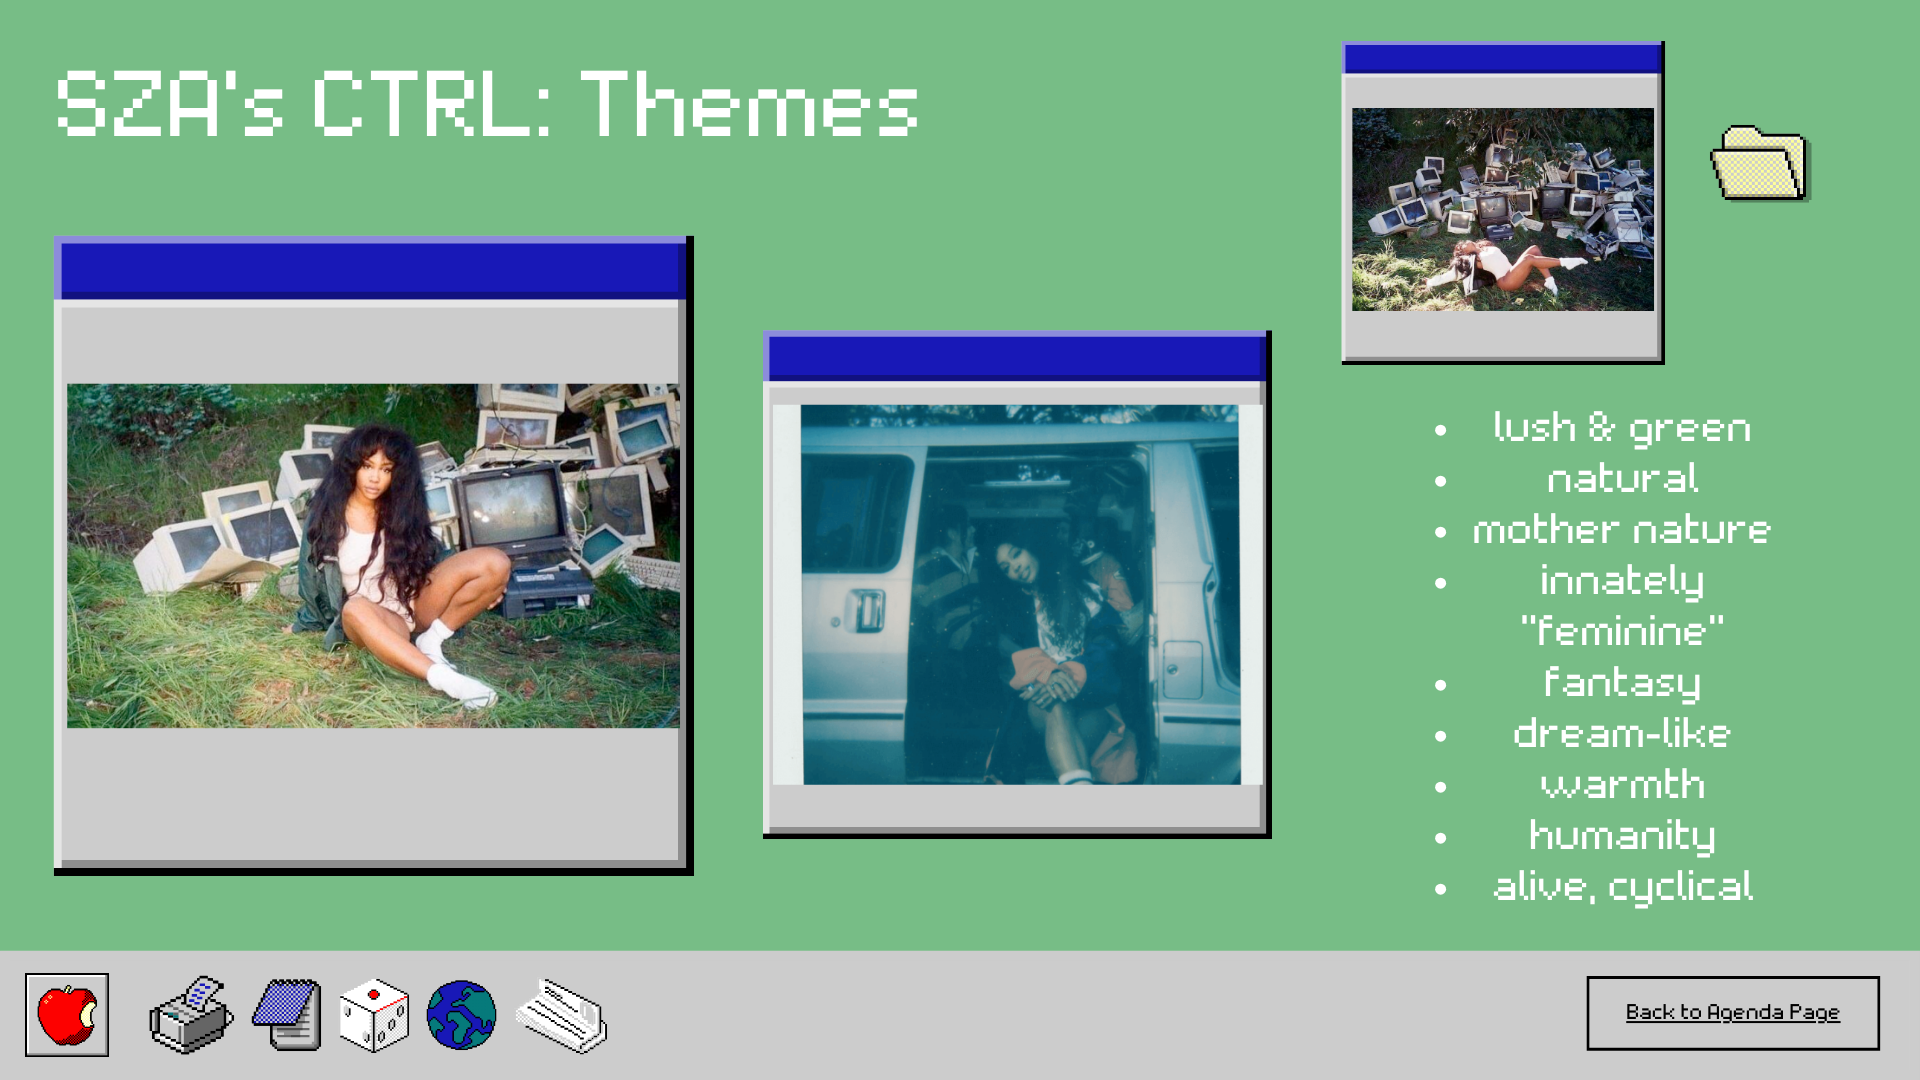 SZA's CTRL: Themes
lush & green
natural
mother nature
innately
"feminine"
fantasy
dream-like
warmth
humanity
alive, cyclical
Back to Agenda Page